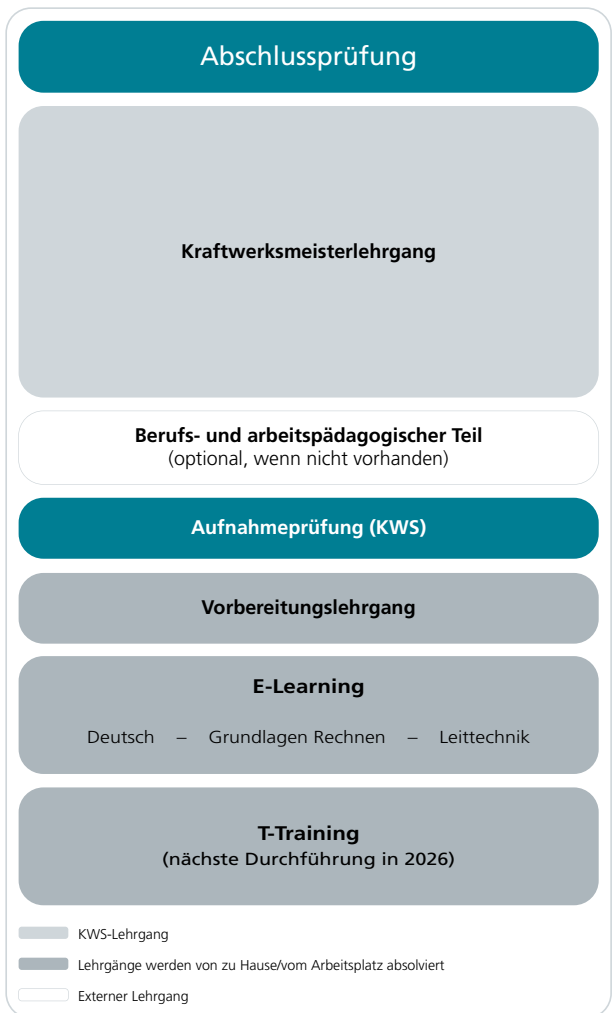 Abschlussprüfung
Kraftwerksmeisterlehrgang
Berufs- und arbeitspädagogischer Teil
(optional, wenn nicht vorhanden)
Aufnahmeprüfung (KWS)
Vorbereitungslehrgang
E-Learning
Deutsch – Grundlagen Rechnen – Leittechnik
T-Training
(nächste Durchführung in 2026)
KWS-Lehrgang
Lehrgänge werden von zu Hause/vom Arbeitsplatz absolviert
Externer Lehrgang